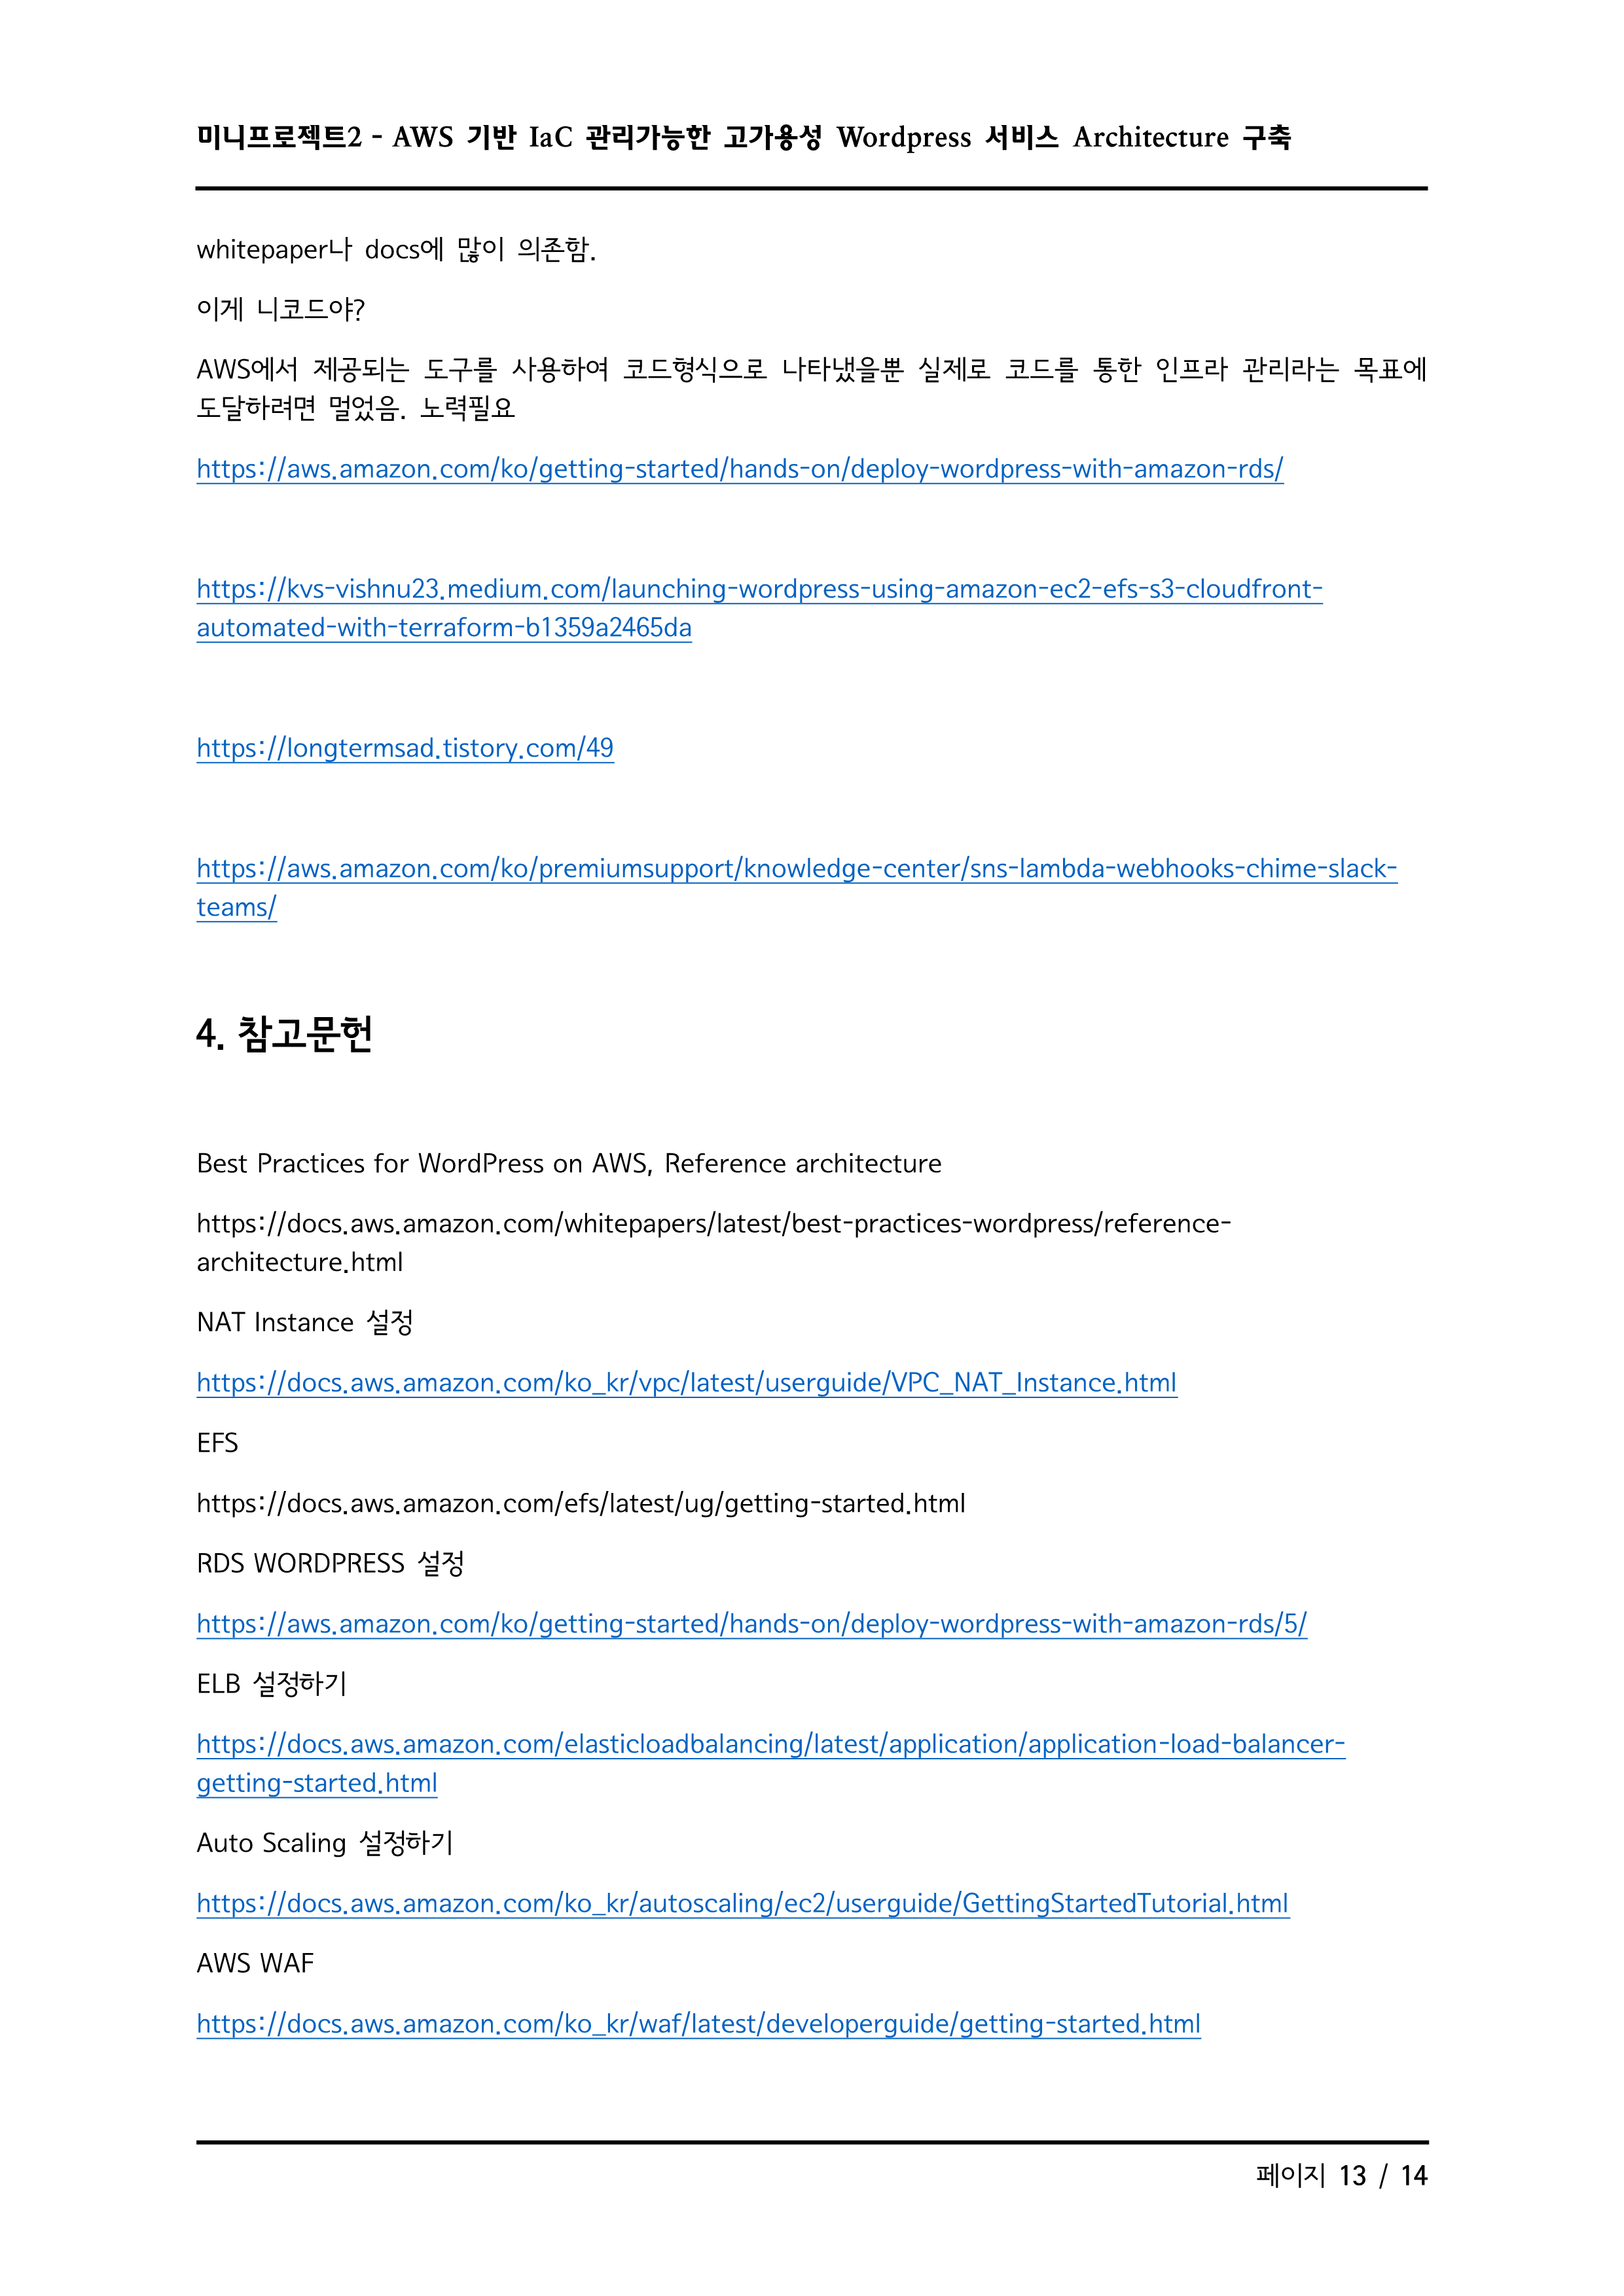 미니프로젝트2 - AWS 기반 IaC 관리가능한 고가용성 Wordpress 서비스 Architecture 구축
whitepaper나 docs에 많이 의존함.
이게 니코드야?
AWS에서 제공되는 도구를 사용하여 코드형식으로 나타냈을뿐 실제로 코드를 통한 인프라 관리라는 목표에
도달하려면 멀었음. 노력필요
https://aws.amazon.com/ko/getting-started/hands-on/deploy-wordpress-with-amazon-rds/
https://kvs-vishnu23.medium.com/launching-wordpress-using-amazon-ec2-efs-s3-cloudfront-
automated-with-terraform-b1359a2465da
https://longtermsad.tistory.com/49
https://aws.amazon.com/ko/premiumsupport/knowledge-center/sns-lambda-webhooks-chime-slack-
teams/
4. 참고문헌
Best Practices for WordPress on AWS, Reference architecture
https://docs.aws.amazon.com/whitepapers/latest/best-practices-wordpress/reference-
architecture.html
NAT Instance 설정
https://docs.aws.amazon.com/ko_kr/vpc/latest/userguide/VPC_NAT_Instance.html
EFS
https://docs.aws.amazon.com/efs/latest/ug/getting-started.html
RDS WORDPRESS 설정
https://aws.amazon.com/ko/getting-started/hands-on/deploy-wordpress-with-amazon-rds/5/
ELB 설정하기
https://docs.aws.amazon.com/elasticloadbalancing/latest/application/application-load-balancer-
getting-started.html
Auto Scaling 설정하기
https://docs.aws.amazon.com/ko_kr/autoscaling/ec2/userguide/GettingStartedTutorial.html
AWS WAF
https://docs.aws.amazon.com/ko_kr/waf/latest/developerguide/getting-started.html
페이지 13 / 14